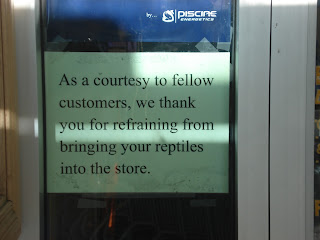 by...
DISCINE
ENERGETICS
As a courtesy to fellow
customers, we thank
you for refraining from
bringing your reptiles
into the store.